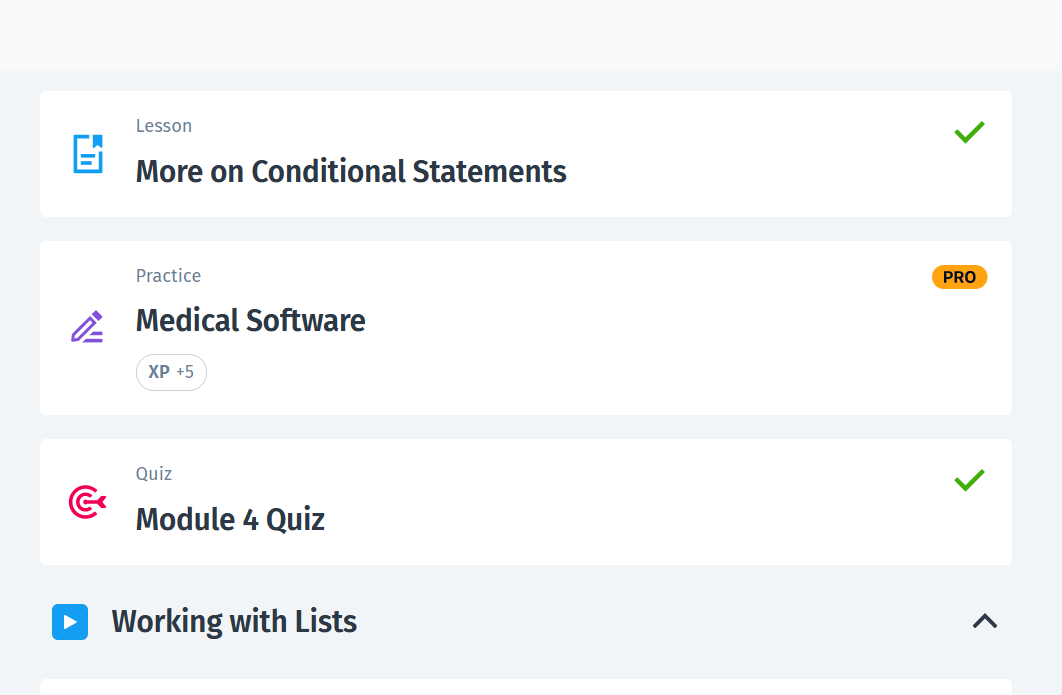 Lesson
More on Conditional Statements
Practice
PRO
Medical Software
XP +5
Quiz
Module 4 Quiz
Working with Lists